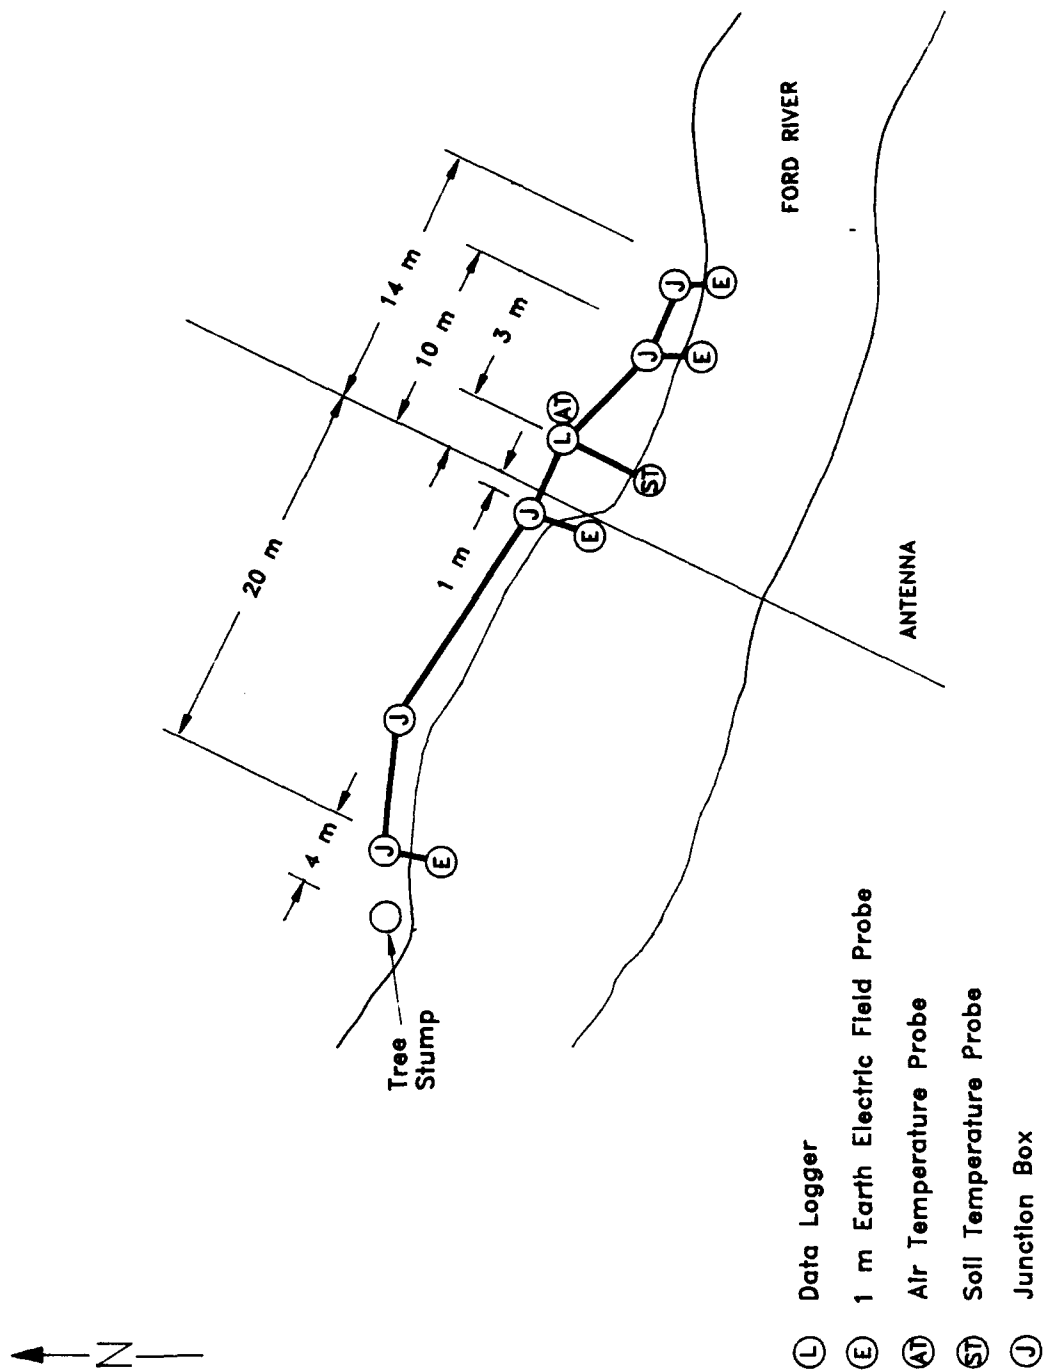 N
14 m
10 m
3 m
20 m
1 m
4 m
FORD RIVER
ANTENNA
Tree
Stump
J
J
E
J
E
L
AT
ST
J
E
J
E
L Data Logger
E 1 m Earth Electric Field Probe
AT Air Temperature Probe
ST Soil Temperature Probe
J Junction Box